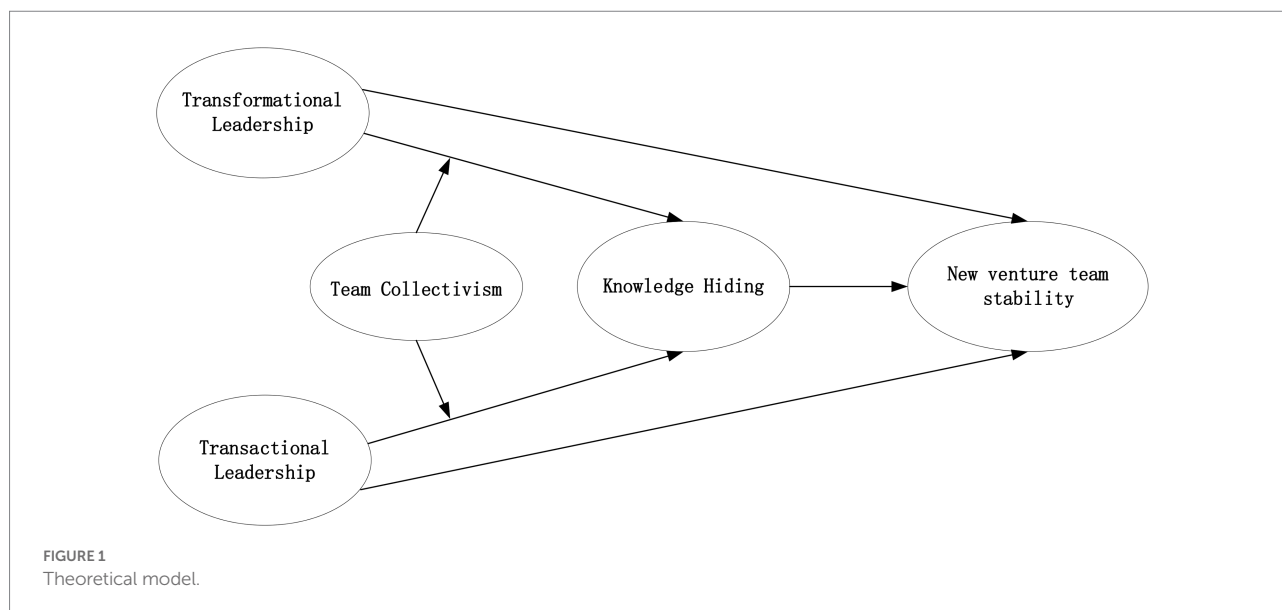 Transformational
Leadership
Team Collectivism
Knowledge Hiding
New venture team
stability
Transactional
Leadership
FIGURE 1
Theoretical model.